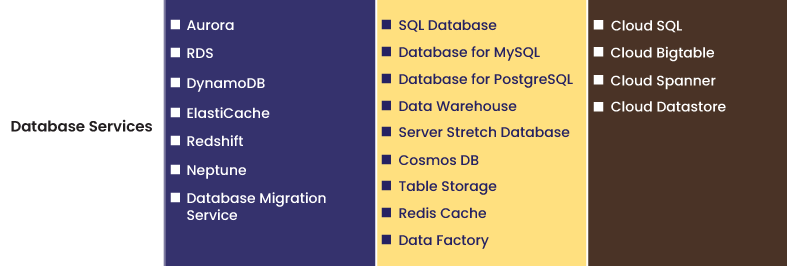 Database Services
Aurora
RDS
DynamoDB
ElastiCache
Redshift
Neptune
Database Migration
Service
SQL Database
Database for MySQL
Database for PostgreSQL
Data Warehouse
Server Stretch Database
Cosmos DB
Table Storage
Redis Cache
Data Factory
Cloud SQL
Cloud Bigtable
Cloud Spanner
Cloud Datastore